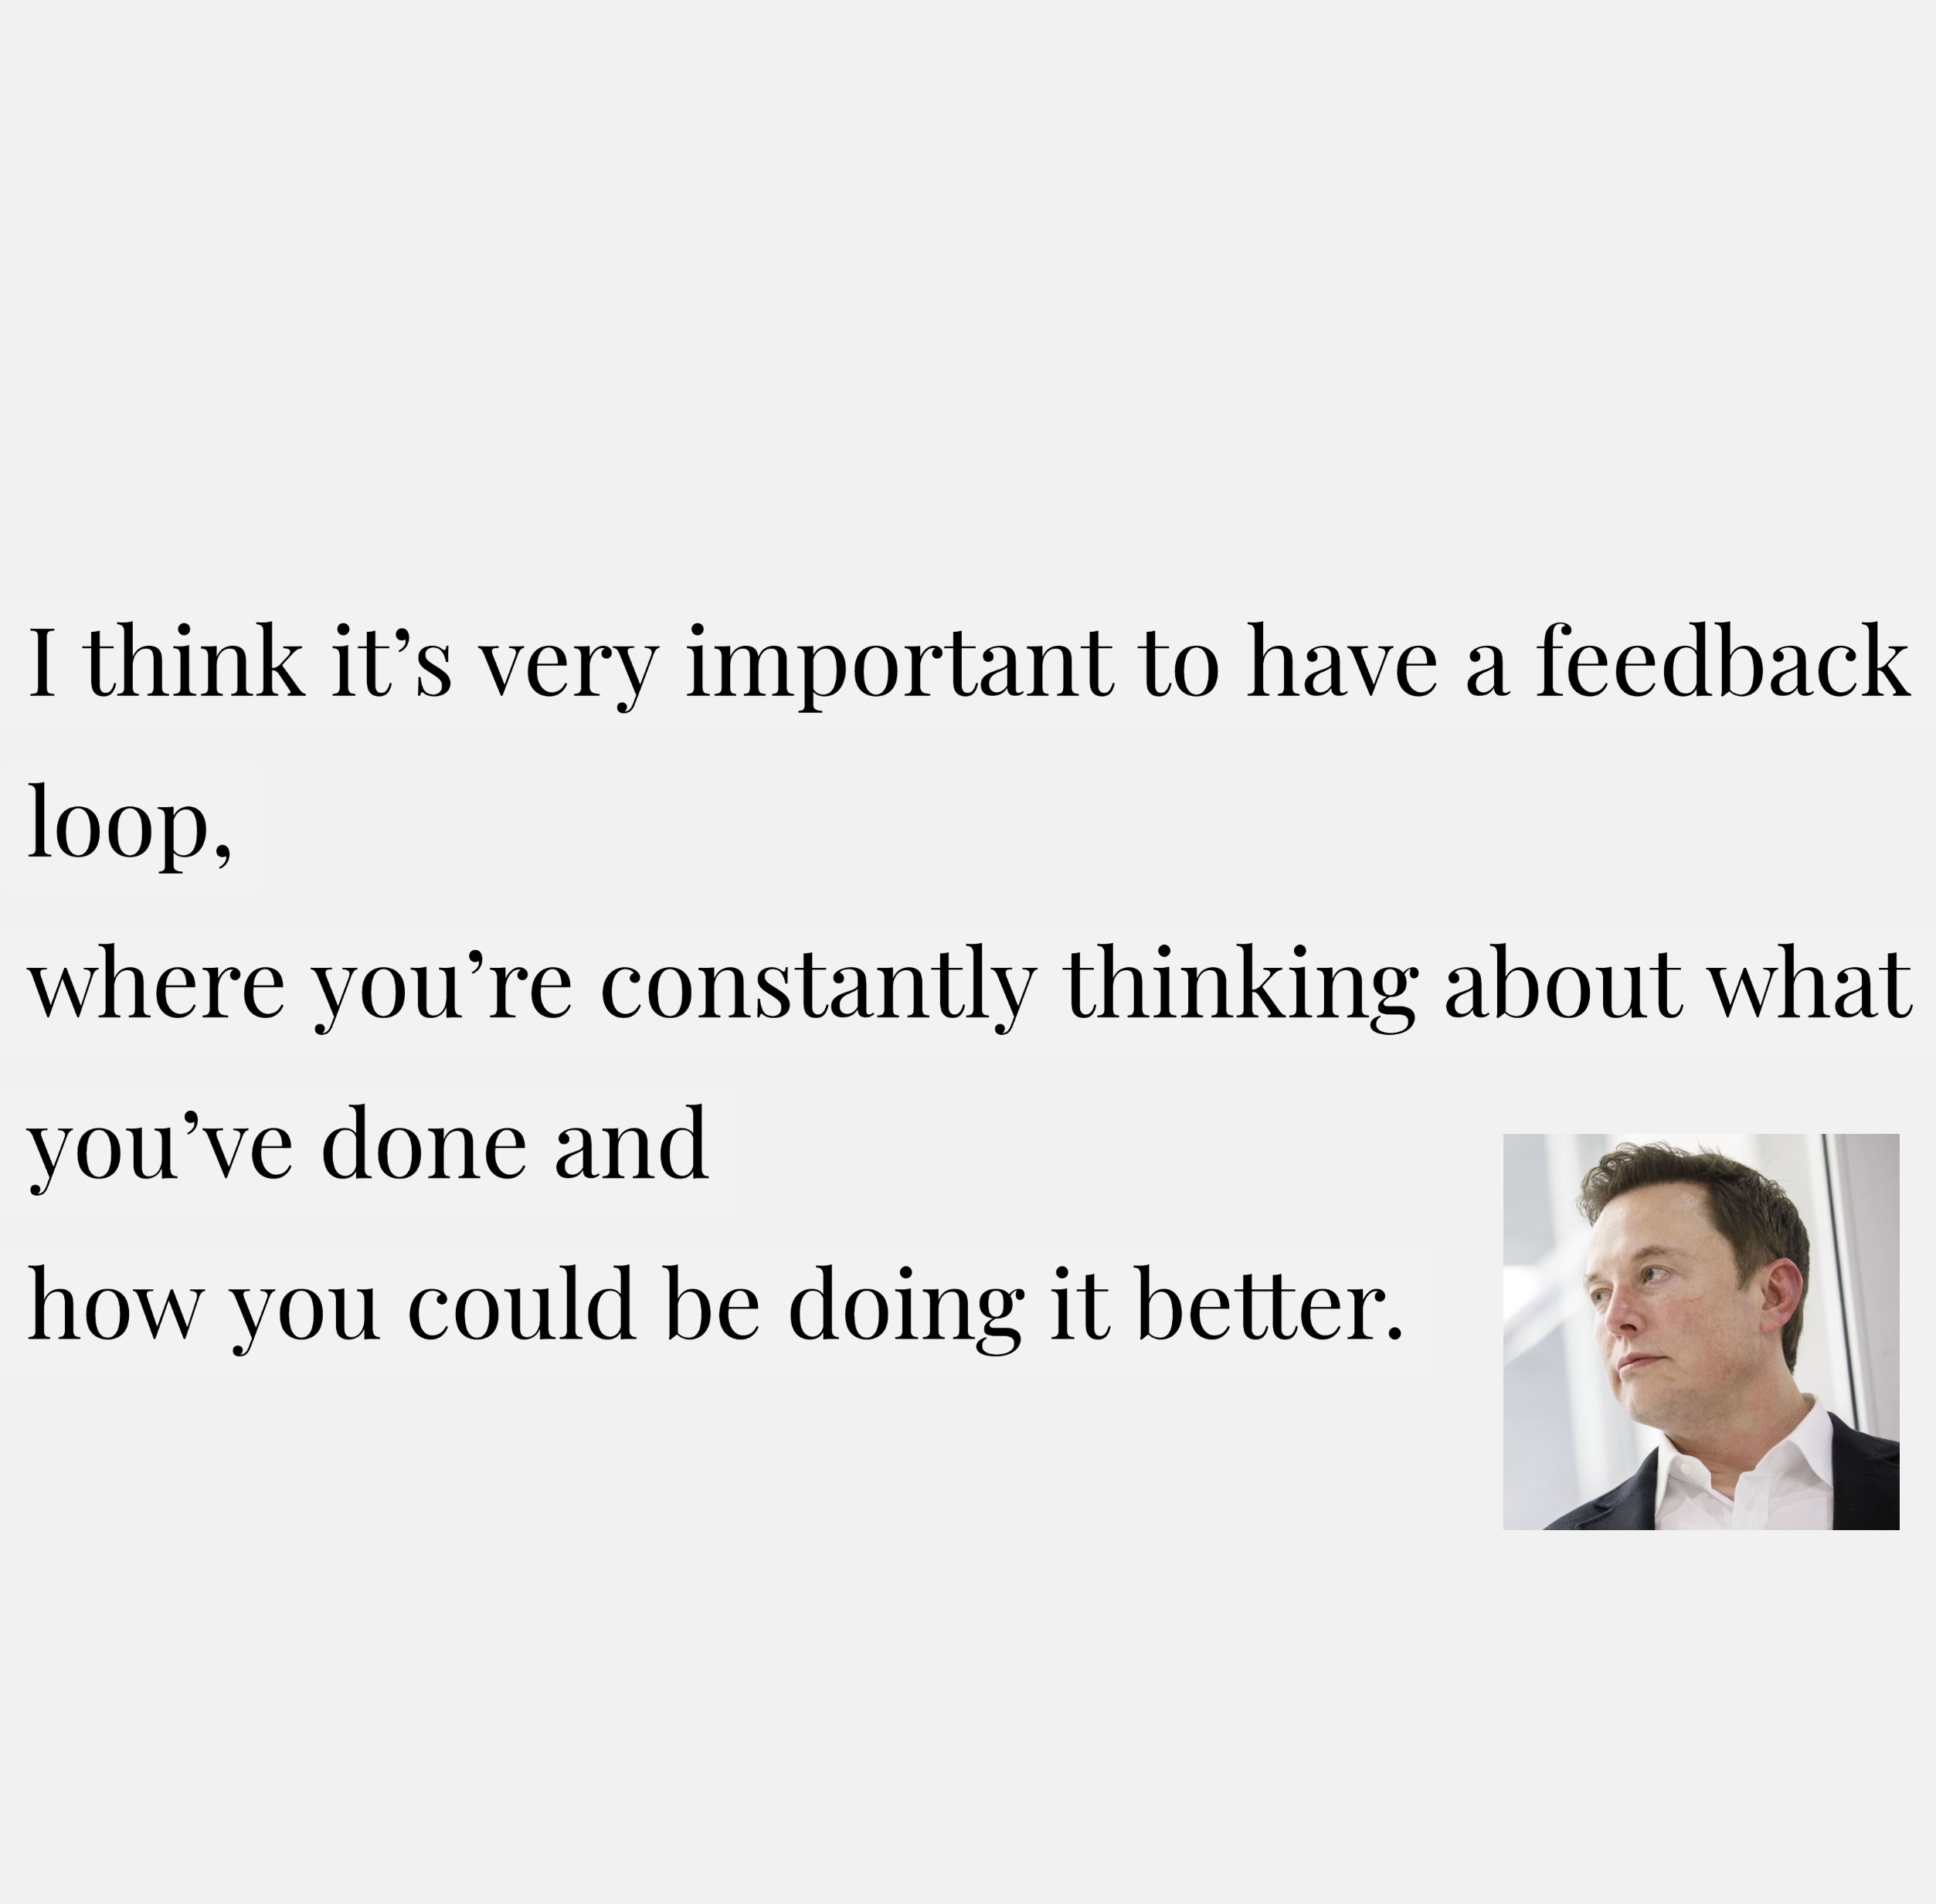 I think it’s very important to have a feedback
loop,
where you’re constantly thinking about what
you’ve done and
how you could be doing it better.